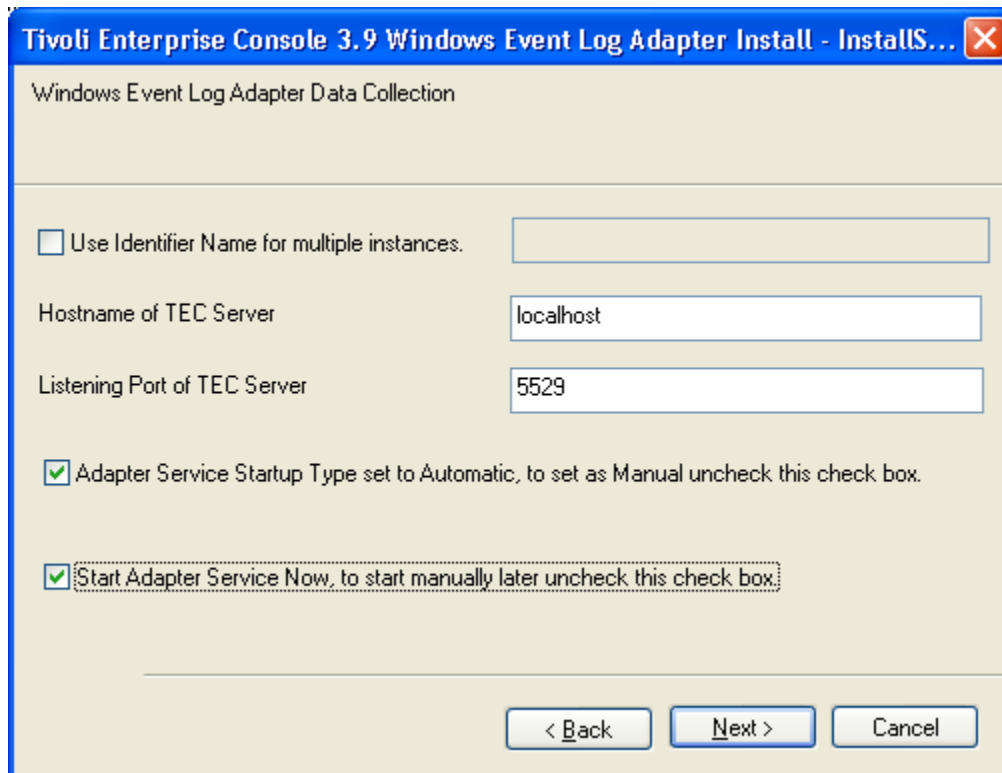 Tivoli Enterprise Console 3.9 Windows Event Log Adapter Install - InstallS...
Windows Event Log Adapter Data Collection
Use Identifier Name for multiple instances.
Hostname of TEC Server
localhost
Listening Port of TEC Server
5529
Adapter Service Startup Type set to Automatic, to set as Manual uncheck this check box.
Start Adapter Service Now, to start manually later uncheck this check box.
< Back
Next >
Cancel